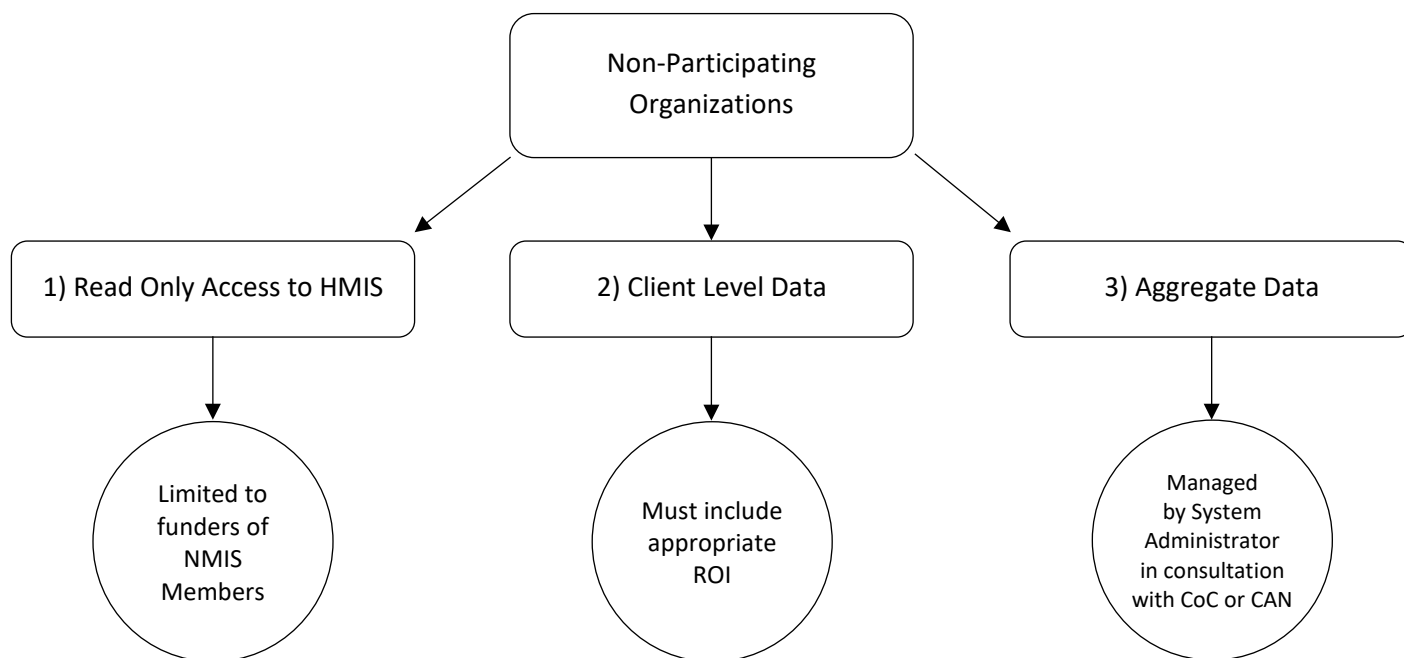 Non-Participating
Organizations
1) Read Only Access to HMIS
2) Client Level Data
3) Aggregate Data
Limited to
funders of
NMIS
Members
Must include
appropriate
ROI
Managed
by System
Administrator
in consultation
with CoC or CAN